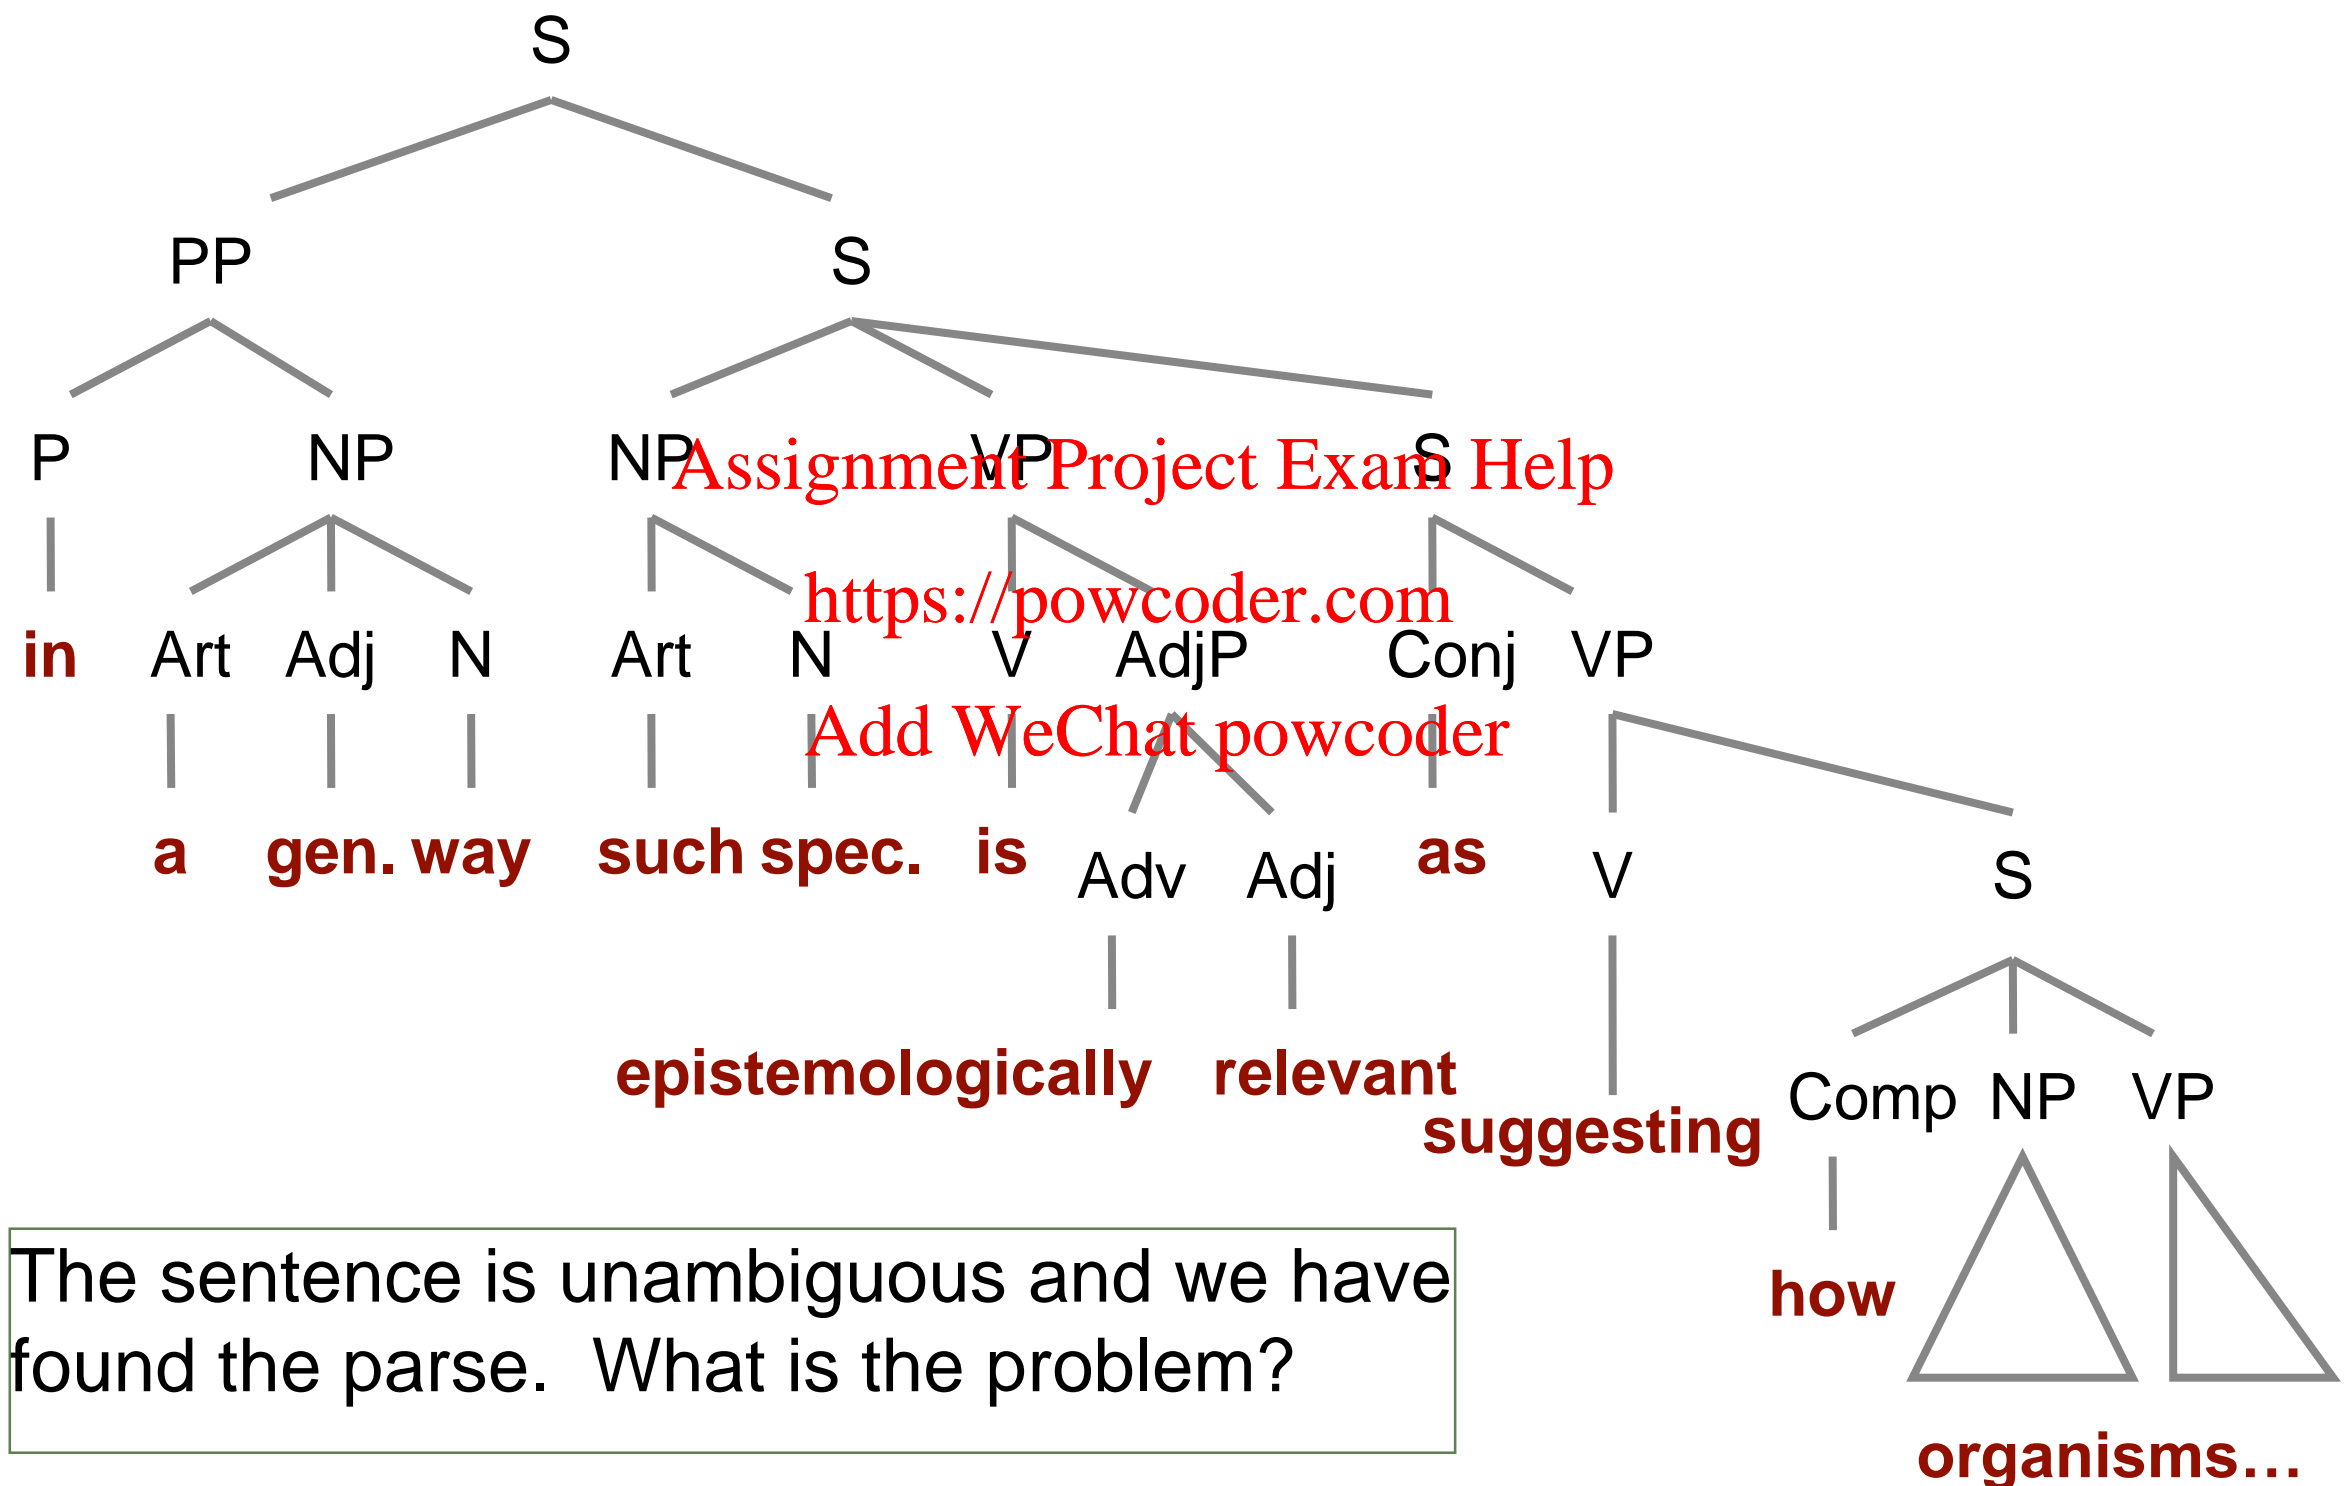 S
PP S
P NP NP VP S
Assignment Project Exam Help
https://powcoder.com
in Art Adj N Art N V AdjP Conj VP
Add WeChat powcoder
a gen. way such spec. is Adv Adj as V S
epistemologically relevant suggesting Comp NP VP
how
The sentence is unambiguous and we have
found the parse. What is the problem?
organisms…